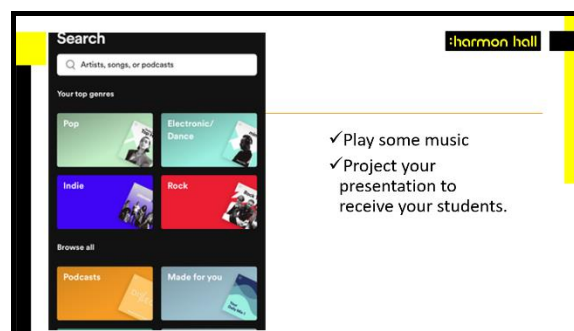 Search
:harmon hall
Artists, songs, or podcasts
Your top genres
Pop
Electronic/
Dance
Indie
Rock
Browse all
Podcasts
Made for you
✓Play some music
✓Project your
presentation to
receive your students.